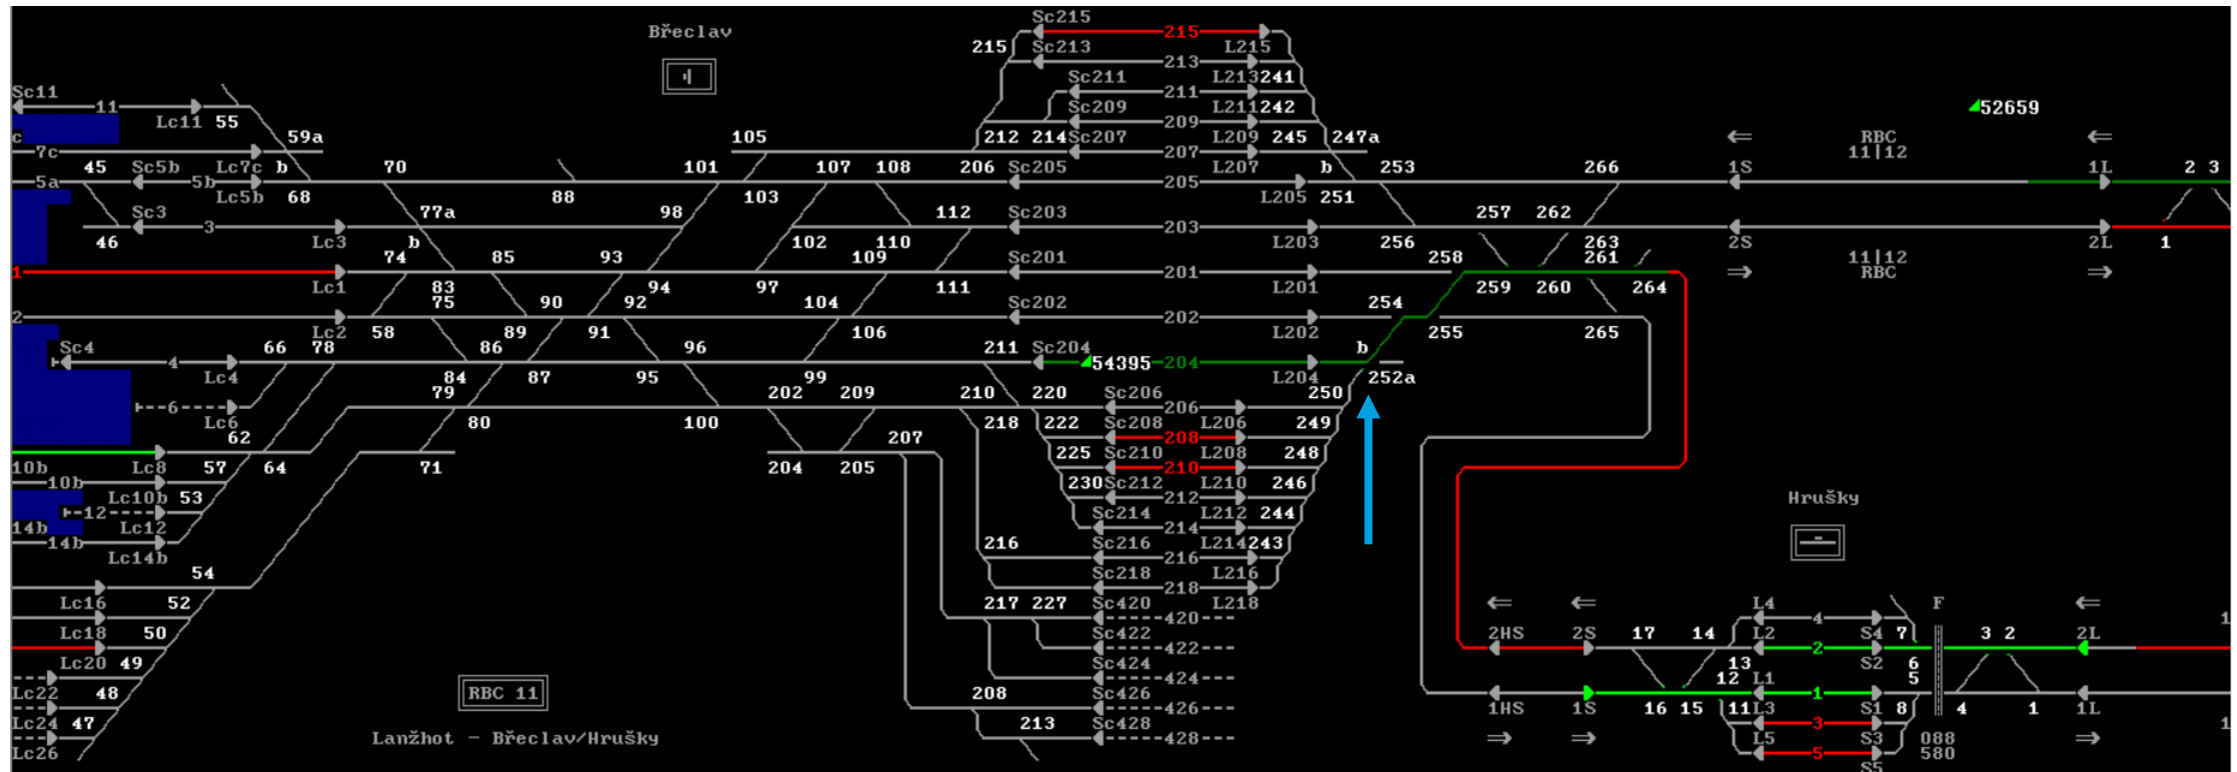 Sc215 215
Břeclav 215 Sc213 L215
213
Sc211 L213 241
Sc11 211
11 Sc209 L211 242 52659
Lc11 55 209
c 59a 105 212 214 Sc207 L209 245 247a ⇐ RBC ⇐
7c 207 11|12
45 Sc5b Lc7c b 70 88 101 107 108 206 Sc205 L207 b 253 266 1S 1L 2 3
5a 5b 205
Lc5b 68 103 L205 251
Sc3 77a 98 112 Sc203 257 262
3 203
46 Lc3 b 102 110 L203 256 263 2S 2L 1
74 85 93 109 Sc201 258 261 11|12
1 201 ⇒ RBC ⇒
Lc1 83 94 97 111 L201 259 260 264
75 90 92 104 Sc202 254
2 202
Lc2 58 89 91 106 L202 255 265
Sc4 66 78 86 96 211 Sc204 b
4 54395 204
Lc4 84 87 95 99 L204 252a
79 202 209 210 220 Sc206 250
6 206
Lc6 80 100 218 222 Sc208 L206 249
62 207 208
225 Sc210 L208 248
10b Lc8 57 64 71 204 205 210
10b 230 Sc212 L210 246
Lc10b 53 212 Hrušky
12 Sc214 L212 244
14b Lc12 214
14b 216 Sc216 L214 243
Lc14b 216
54 Sc218 L216
218
Lc16 52 217 227 Sc420 L218 ⇐ ⇐ L4 F ⇐
420 4 1
Lc18 50 Sc422 2HS 2S 17 14 L2 S4 7 3 2 2L
422 2
Lc20 49 Sc424 13 S2 6
424 12 L1 5
Lc22 48 RBC 11 208 Sc426 1
426 1HS 1S 16 15 11 L3 S1 8 4 1 1L
Lc24 47 213 Sc428 3 1
Lanžhot - Břeclav/Hrušky 428 ⇒ ⇒ L5 S3 088 ⇒
Lc26 5 580
S5